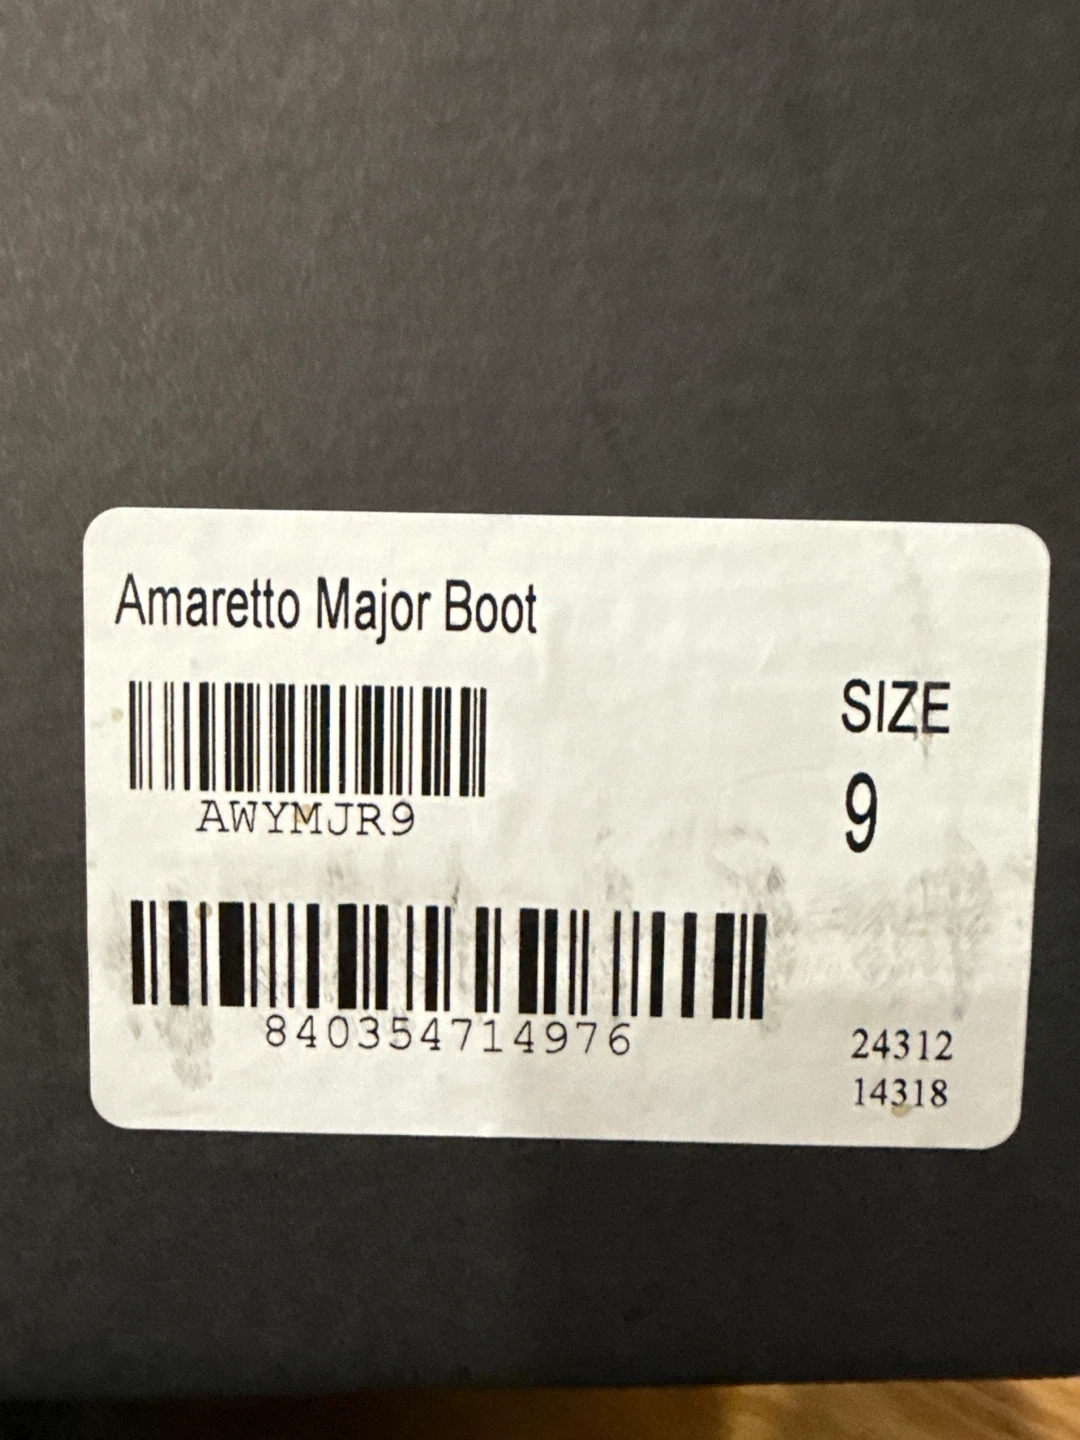 Amaretto Major Boot
AWYMJR9
SIZE
9
840354714976
24312
14318